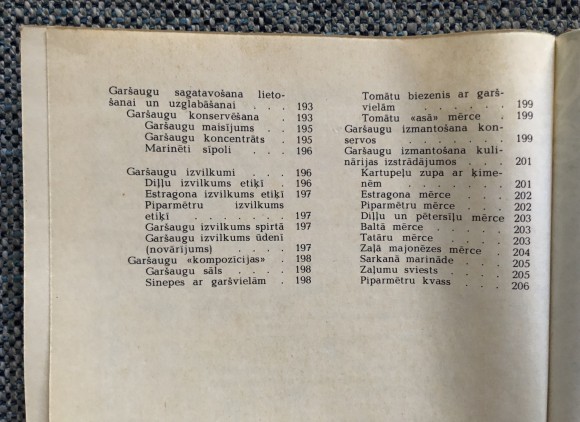 Garšaugu sagatavošana lieto-
šanai un uzglabāšanai . . . 193
Garšaugu konservēšana . 193
Garšaugu maisījums . . 195
Garšaugu koncentrāts . 195
Marinēti sīpoli . . . 196
Garšaugu izvilkumi . . 196
Diļļu izvilkums etiķī . 196
Estragona izvilkums etiķī 197
Piparmētru izvilkums
etiķī . . . . . . . 197
Garšaugu izvilkums spirtā 197
Garšaugu izvilkums ūdenī
(novārījums) . . . . 197
Garšaugu «kompozīcijas» . 198
Garšaugu sāls . . . . 198
Sinepes ar garšvielām . 198
Tomātu biezenis ar garš-
vielām . . . . . 199
Tomātu «asā» mērce . . 199
Garšaugu izmantošana kon-
servos . . . . . . . 199
Garšaugu izmantošana kuli-
nārijas izstrādājumos . . . 201
Kartupeļu zupa ar ķime-
nēm . . . . . . . 201
Estragona mērce . . . 202
Piparmētru mērce . . . 202
Diļļu un pētersīļu mērce 203
Baltā mērce . . . . 203
Tatāru mērce . . . . 203
Zaļā majonēzes mērce . 204
Sarkanā marināde . . . 205
Zaļumu sviests . . . . 205
Piparmētru kvass . . . 206